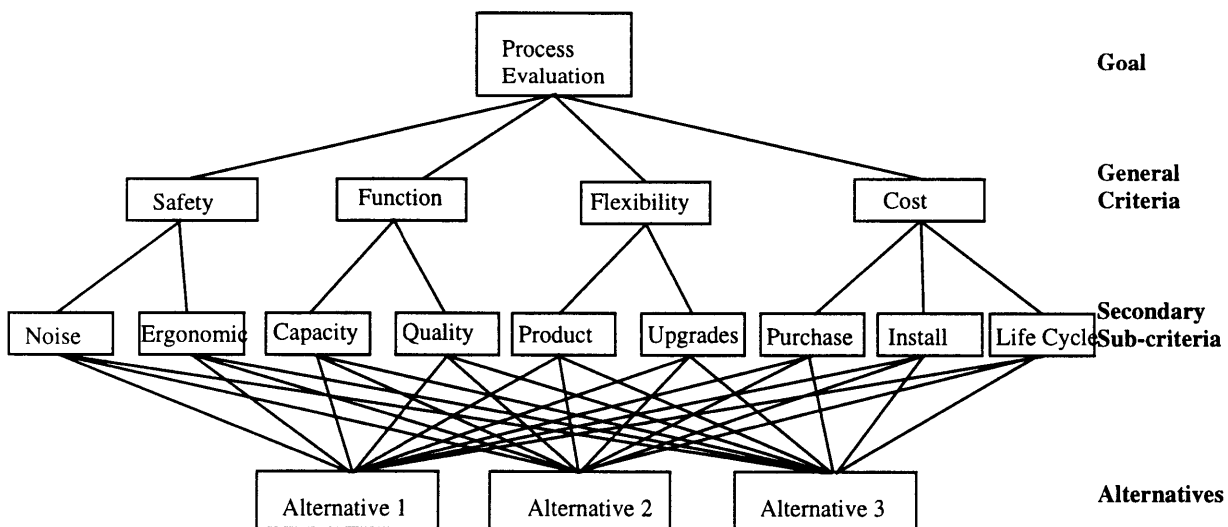 Process
Evaluation
Goal
Safety
Function
Flexibility
Cost
General
Criteria
Noise
Ergonomic
Capacity
Quality
Product
Upgrades
Purchase
Install
Life Cycle
Secondary
Sub-criteria
Alternative 1
Alternative 2
Alternative 3
Alternatives